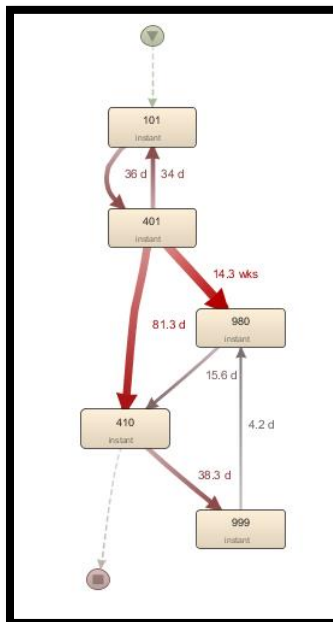 101
instant
36 d
34 d
401
instant
14.3 wks
81.3 d
980
instant
15.6 d
410
instant
4.2 d
38.3 d
999
instant